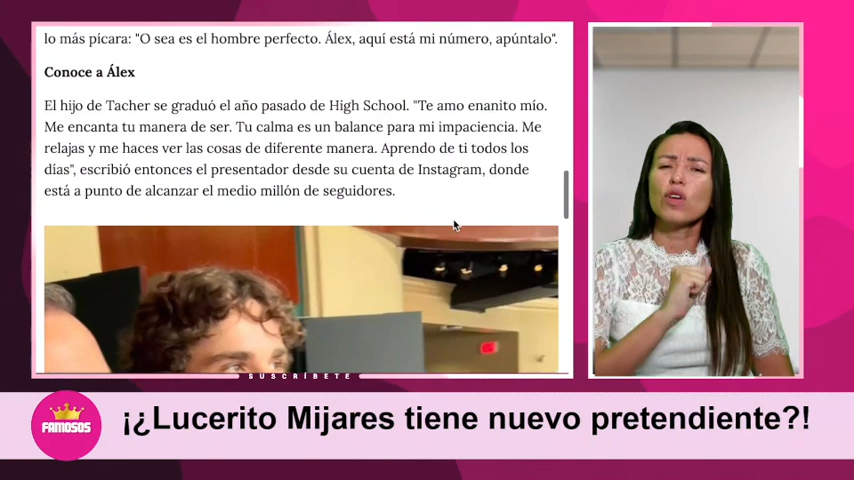 lo más pícara: "O sea es el hombre perfecto. Álex, aquí está mi número, apúntalo".
Conoce a Álex
El hijo de Tacher se graduó el año pasado de High School. "Te amo enanito mío.
Me encanta tu manera de ser. Tu calma es un balance para mi impaciencia. Me
relajas y me haces ver las cosas de diferente manera. Aprendo de ti todos los
días", escribió entonces el presentador desde su cuenta de Instagram, donde
está a punto de alcanzar el medio millón de seguidores.
SUSCRÍBETE
FAMOSOS
¡¿Lucerito Mijares tiene nuevo pretendiente?!